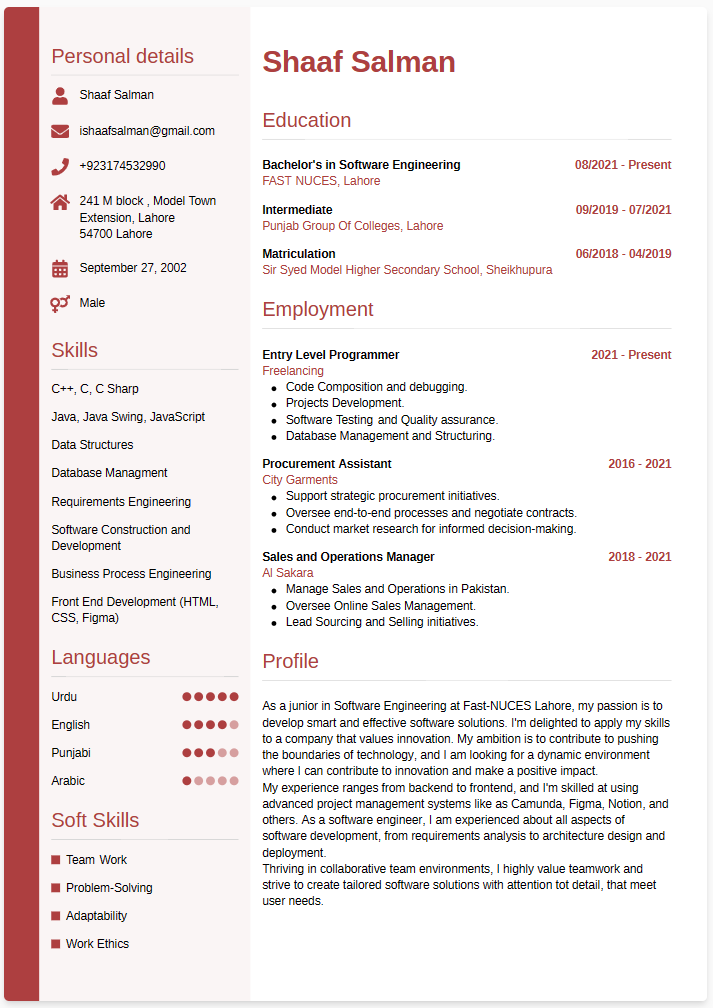 Personal details
Shaaf Salman
ishaafsalman@gmail.com
+923174532990
241 M block , Model Town
Extension, Lahore
54700 Lahore
September 27, 2002
Male
Skills
C++, C, C Sharp
Java, Java Swing, JavaScript
Data Structures
Database Managment
Requirements Engineering
Software Construction and
Development
Business Process Engineering
Front End Development (HTML,
CSS, Figma)
Languages
Urdu
English
Punjabi
Arabic
Soft Skills
Team Work
Problem-Solving
Adaptability
Work Ethics
Shaaf Salman
Education
Bachelor's in Software Engineering 08/2021 - Present
FAST NUCES, Lahore
Intermediate 09/2019 - 07/2021
Punjab Group Of Colleges, Lahore
Matriculation 06/2018 - 04/2019
Sir Syed Model Higher Secondary School, Sheikhupura
Employment
Entry Level Programmer 2021 - Present
Freelancing
• Code Composition and debugging.
• Projects Development.
• Software Testing and Quality assurance.
• Database Management and Structuring.
Procurement Assistant 2016 - 2021
City Garments
• Support strategic procurement initiatives.
• Oversee end-to-end processes and negotiate contracts.
• Conduct market research for informed decision-making.
Sales and Operations Manager 2018 - 2021
Al Sakara
• Manage Sales and Operations in Pakistan.
• Oversee Online Sales Management.
• Lead Sourcing and Selling initiatives.
Profile
As a junior in Software Engineering at Fast-NUCES Lahore, my passion is to
develop smart and effective software solutions. I'm delighted to apply my skills
to a company that values innovation. My ambition is to contribute to pushing
the boundaries of technology, and I am looking for a dynamic environment
where I can contribute to innovation and make a positive impact.
My experience ranges from backend to frontend, and I'm skilled at using
advanced project management systems like as Camunda, Figma, Notion, and
others. As a software engineer, I am experienced about all aspects of
software development, from requirements analysis to architecture design and
deployment.
Thriving in collaborative team environments, I highly value teamwork and
strive to create tailored software solutions with attention tot detail, that meet
user needs.